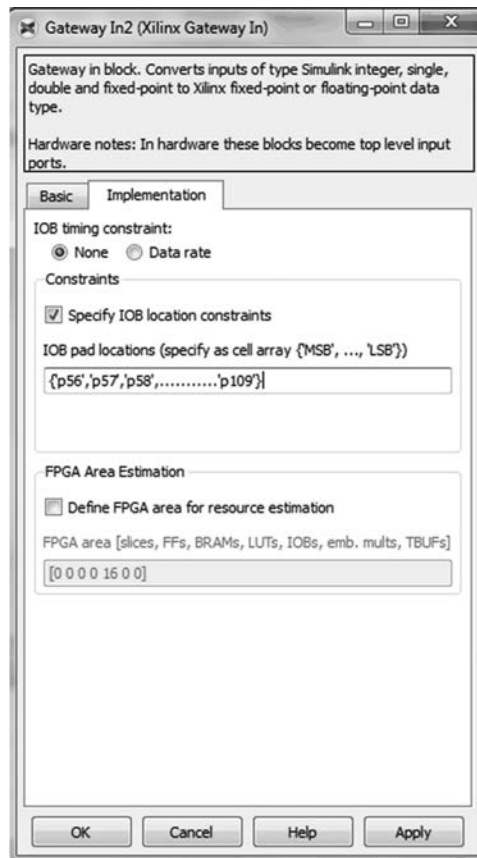 Gateway In2 (Xilinx Gateway In)
Gateway in block. Converts inputs of type Simulink integer, single,
double and fixed-point to Xilinx fixed-point or floating-point data
type.
Hardware notes: In hardware these blocks become top level input
ports.
Basic Implementation
IOB timing constraint:
None Data rate
Constraints
Specify IOB location constraints
IOB pad locations (specify as cell array {'MSB', ..., 'LSB'})
{'p56','p57','p58',...........'p109'}
FPGA Area Estimation
Define FPGA area for resource estimation
FPGA area [slices, FFs, BRAMs, LUTs, IOBs, emb. mults, TBUFs]
[0 0 0 0 16 0 0]
OK Cancel Help Apply